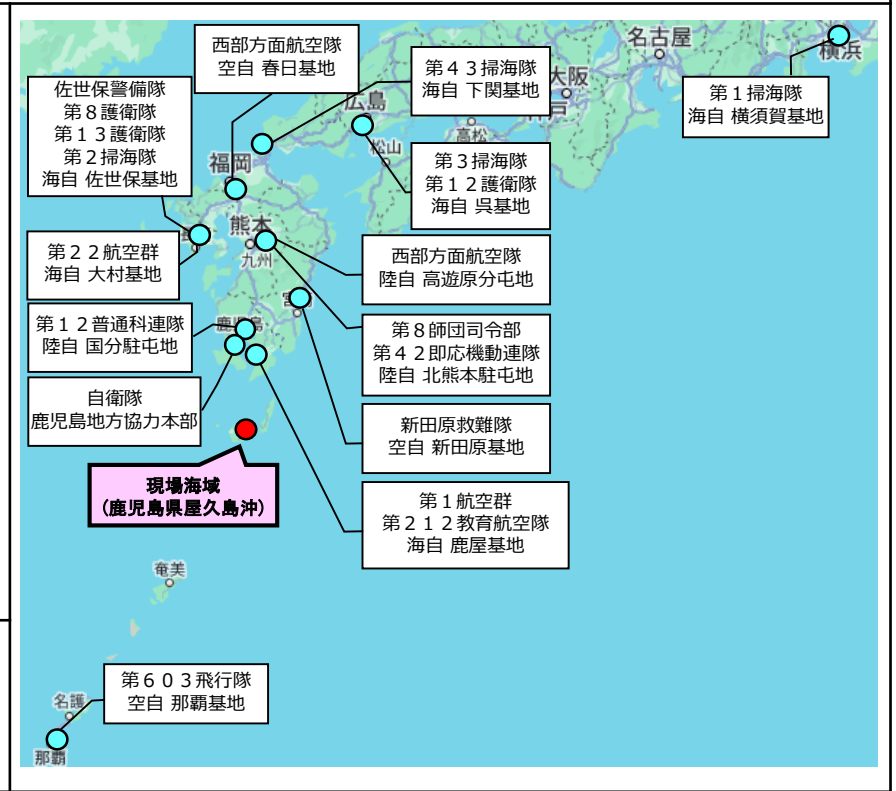 西部方面航空隊
空自 春日基地
第４３掃海隊
海自 下関基地
名古屋
横浜
第１掃海隊
海自 横須賀基地
佐世保警備隊
第８護衛隊
第１３護衛隊
第２掃海隊
海自 佐世保基地
広島
大阪
神戸
高松
松山
福岡
第３掃海隊
第１２護衛隊
海自 呉基地
熊本
九州
第２２航空群
海自 大村基地
西部方面航空隊
陸自 高遊原分屯地
第１２普通科連隊
陸自 国分駐屯地
鹿児島
第８師団司令部
第４２即応機動連隊
陸自 北熊本駐屯地
自衛隊
鹿児島地方協力本部
新田原救難隊
空自 新田原基地
現場海域
(鹿児島県屋久島沖)
第１航空群
第２１２教育航空隊
海自 鹿屋基地
奄美
第６０３飛行隊
空自 那覇基地
名護
那覇